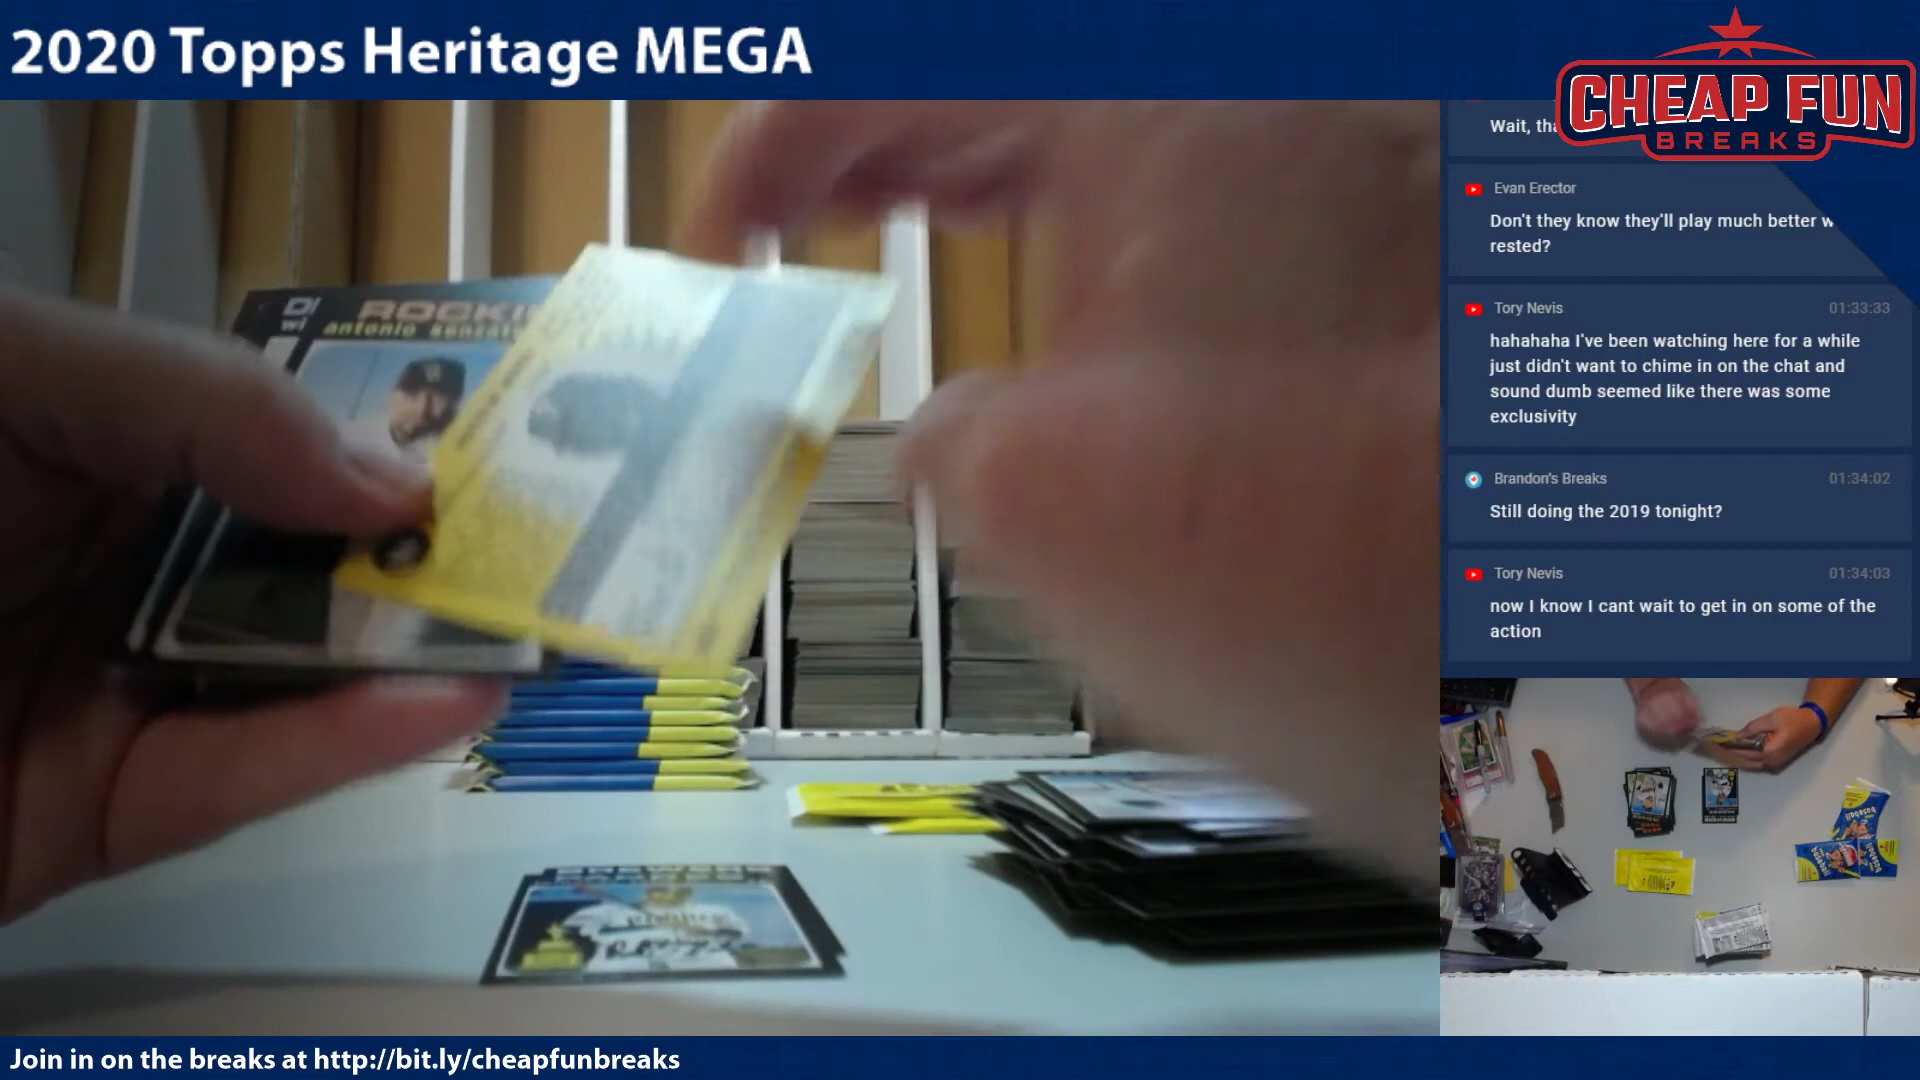 2020 Topps Heritage MEGA
CHEAP FUN
BREAKS
Wait, tha
Evan Erector
Don't they know they'll play much better w
rested?
Tory Nevis 01:33:33
hahahaha I've been watching here for a while
just didn't want to chime in on the chat and
sound dumb seemed like there was some
exclusivity
Brandon's Breaks 01:34:02
Still doing the 2019 tonight?
Tory Nevis 01:34:03
now I know I cant wait to get in on some of the
action
ROCKI
antonio
Join in on the breaks at http://bit.ly/cheapfunbreaks